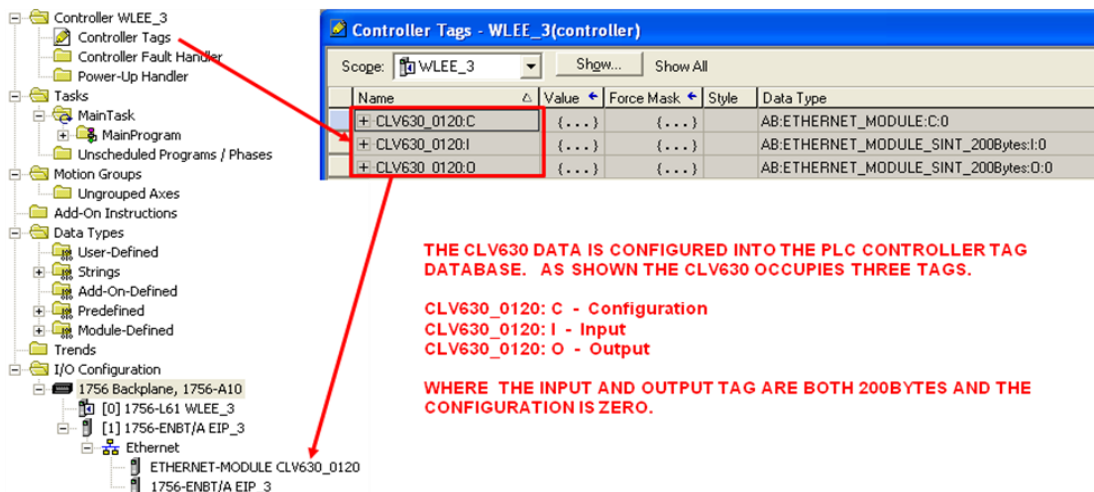 Controller WLEE_3
Controller Tags
Controller Fault Handler
Power-Up Handler
Tasks
MainTask
MainProgram
Unscheduled Programs / Phases
Motion Groups
Ungrouped Axes
Add-On Instructions
Data Types
User-Defined
Strings
Add-On-Defined
Predefined
Module-Defined
Trends
I/O Configuration
1756 Backplane, 1756-A10
[0] 1756-L61 WLEE_3
[1] 1756-ENBT/A EIP_3
Ethernet
ETHERNET-MODULE CLV630_0120
1756-ENBT/A EIP_3
Controller Tags - WLEE_3(controller)
Scope: WLEE_3 Show... Show All
Name Value Force Mask Style Data Type
CLV630_0120:C {...} {...} AB:ETHERNET_MODULE:C:0
CLV630_0120:I {...} {...} AB:ETHERNET_MODULE_SINT_200Bytes:I:0
CLV630_0120:O {...} {...} AB:ETHERNET_MODULE_SINT_200Bytes:O:0
THE CLV630 DATA IS CONFIGURED INTO THE PLC CONTROLLER TAG
DATABASE. AS SHOWN THE CLV630 OCCUPIES THREE TAGS.
CLV630_0120: C - Configuration
CLV630_0120: I - Input
CLV630_0120: O - Output
WHERE THE INPUT AND OUTPUT TAG ARE BOTH 200BYTES AND THE
CONFIGURATION IS ZERO.